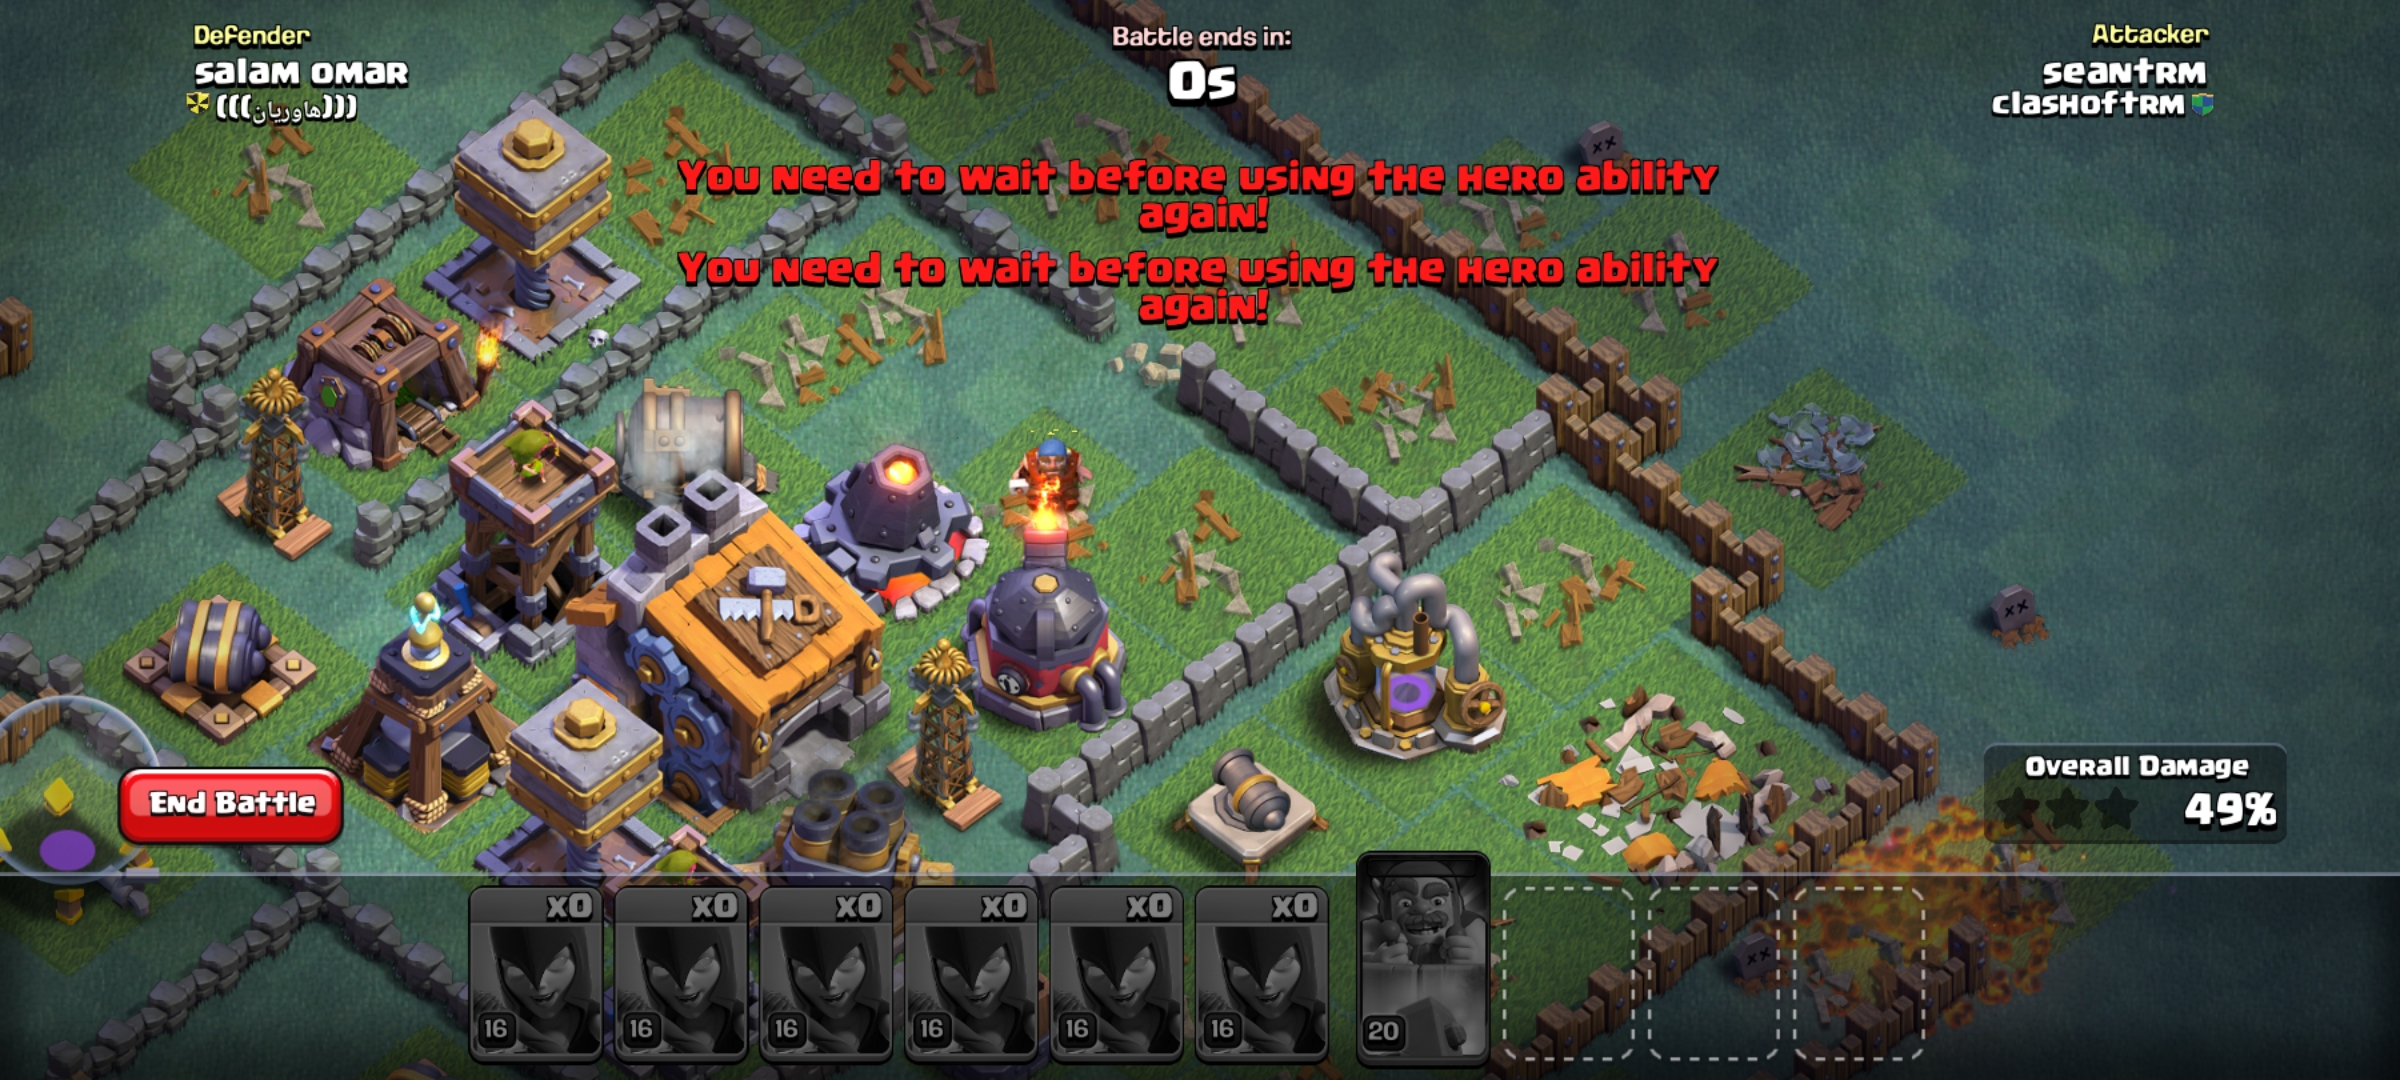 Defender
salam omar
(((هاوریان)))
Battle ends in:
0s
Attacker
seantrm
clashoftrm
You need to wait before using the hero ability
again!
You need to wait before using the hero ability
again!
End Battle
Overall Damage
49%
x0
x0
x0
x0
x0
x0
16
16
16
16
16
16
20